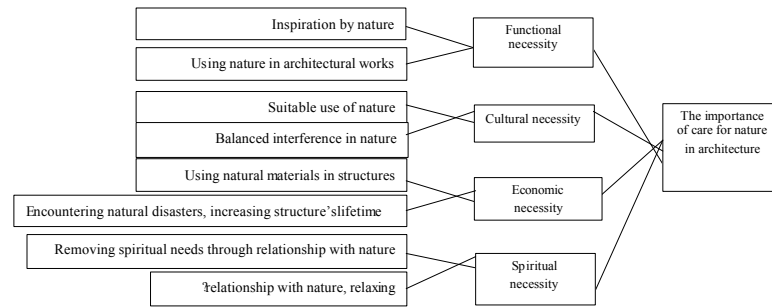 Inspiration by nature
Using nature in architectural works
Suitable use of nature
Balanced interference in nature
Using natural materials in structures
Encountering natural disasters, increasing structure'slifetime
Removing spiritual needs through relationship with nature
?relationship with nature, relaxing
Functional
necessity
Cultural necessity
Economic
necessity
Spiritual
necessity
The importance
of care for nature
in architecture